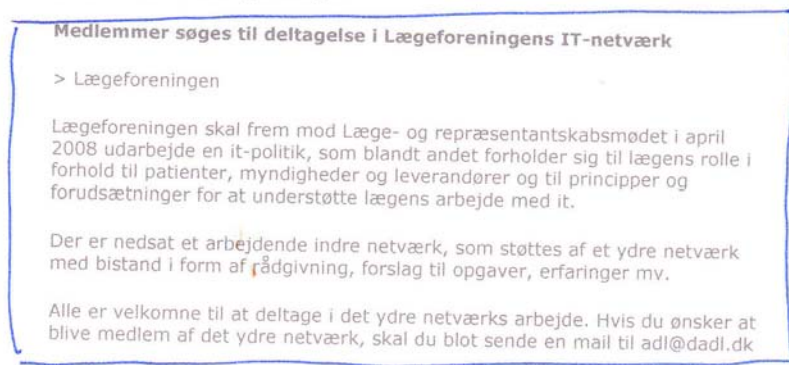 Medlemmer søges til deltagelse i Lægeforeningens IT-netværk
> Lægeforeningen
Lægeforeningen skal frem mod Læge- og repræsentantskabsmødet i april
2008 udarbejde en it-politik, som blandt andet forholder sig til lægens rolle i
forhold til patienter, myndigheder og leverandører og til principper og
forudsætninger for at understøtte lægens arbejde med it.
Der er nedsat et arbejdende indre netværk, som støttes af et ydre netværk
med bistand i form af rådgivning, forslag til opgaver, erfaringer mv.
Alle er velkomne til at deltage i det ydre netværks arbejde. Hvis du ønsker at
blive medlem af det ydre netværk, skal du blot sende en mail til adl@dadl.dk